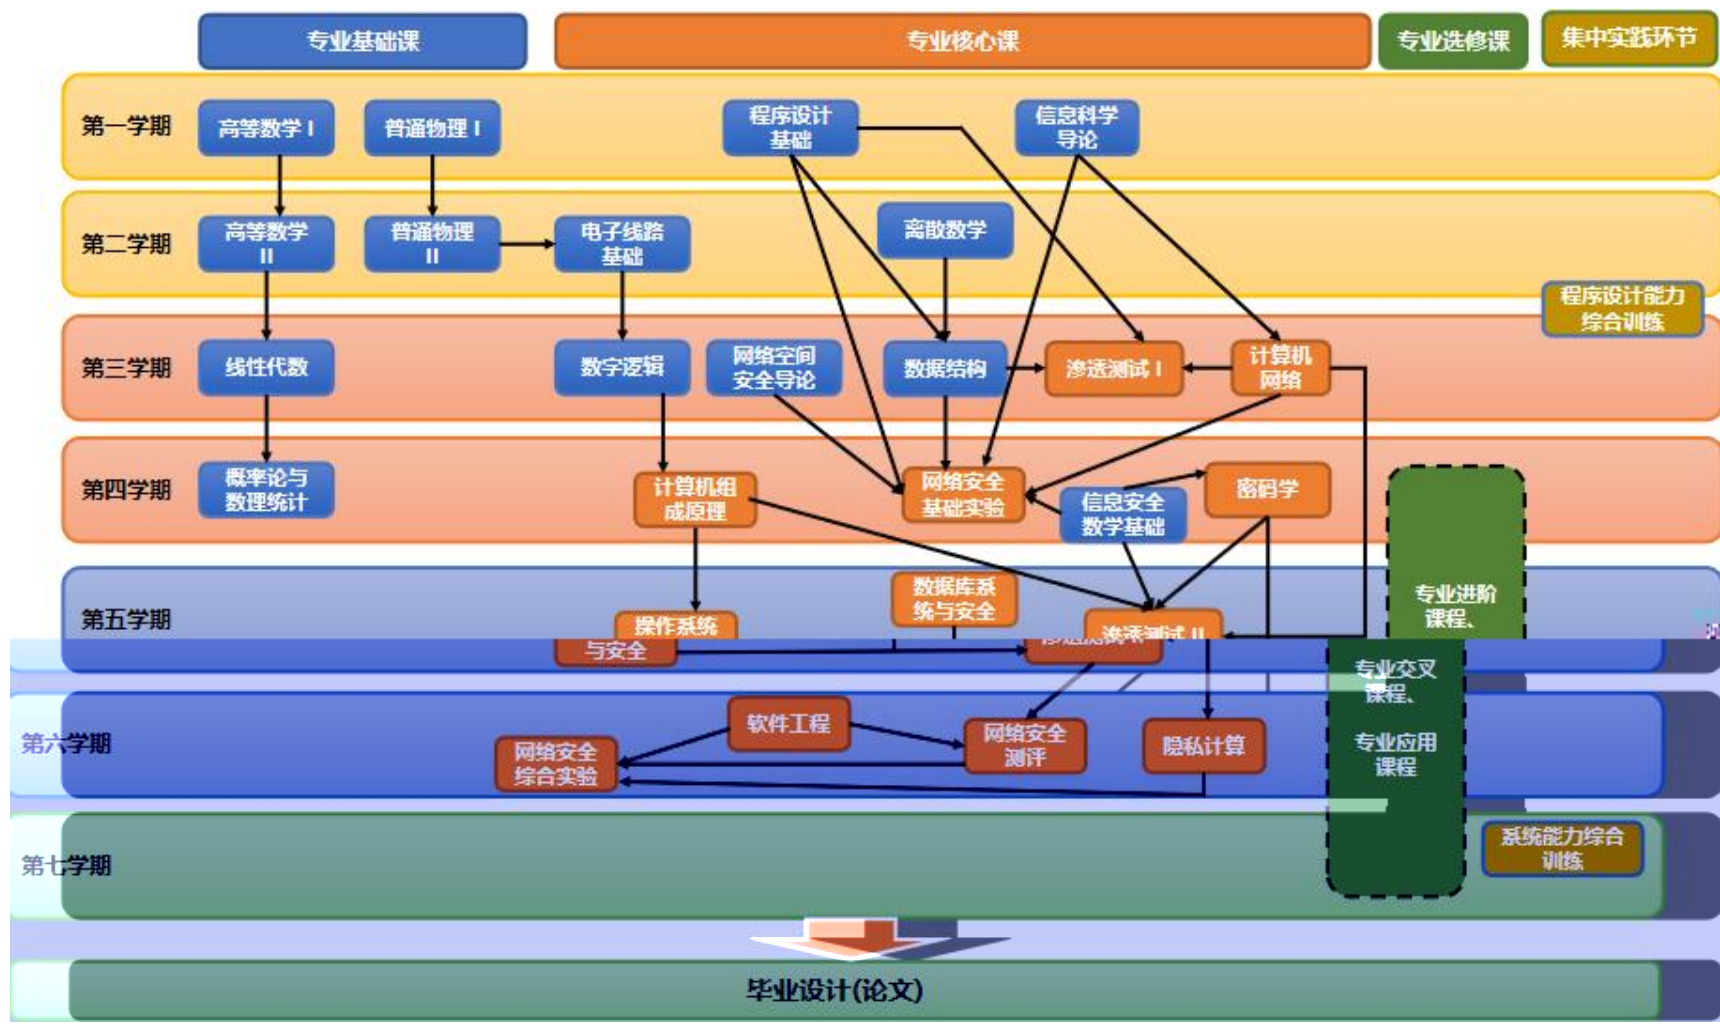 专业基础课
专业核心课
专业选修课
集中实践环节
第一学期
高等数学 I
普通物理 I
程序设计
基础
信息科学
导论
第二学期
高等数学
II
普通物理
II
电子线路
基础
离散数学
程序设计能力
综合训练
第三学期
线性代数
数字逻辑
网络空间
安全导论
数据结构
渗透测试 I
计算机
网络
第四学期
概率论与
数理统计
计算机组
成原理
网络安全
基础实验
信息安全
数学基础
密码学
第五学期
操作系统
与安全
数据库系
统与安全
渗透测试 II
专业进阶
课程、
专业交叉
课程、
专业应用
课程
第六学期
网络安全
综合实验
软件工程
网络安全
测评
隐私计算
第七学期
系统能力综合
训练
毕业设计(论文)